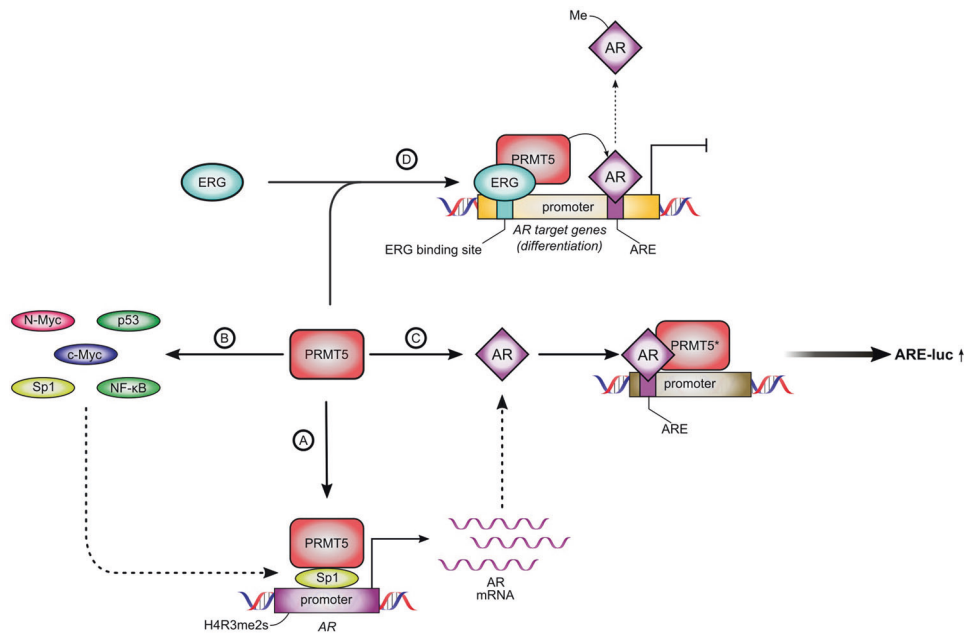 Me
AR
D
PRMT5
ERG
ERG
AR
promoter
AR target genes
(differentiation)
ERG binding site
ARE
N-Myc
p53
B
c-Myc
PRMT5
C
AR
AR
PRMT5*
ARE-luc ↑
Sp1
NF-κB
promoter
ARE
A
PRMT5
Sp1
promoter
AR
mRNA
H4R3me2s
AR